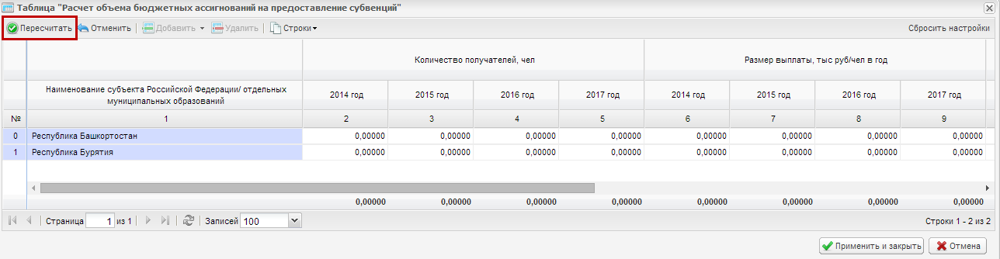 Таблица "Расчет объема бюджетных ассигнований на предоставление субвенций"
Пересчитать Отменить Добавить Удалить Строки Сбросить настройки
Количество получателей, чел Размер выплаты, тыс руб/чел в год
Наименование субъекта Российской Федерации/ отдельных
муниципальных образований
2014 год 2015 год 2016 год 2017 год 2014 год 2015 год 2016 год 2017 год
№ 1 2 3 4 5 6 7 8 9
0 Республика Башкортостан 0,00000 0,00000 0,00000 0,00000 0,00000 0,00000 0,00000 0,00000
1 Республика Бурятия 0,00000 0,00000 0,00000 0,00000 0,00000 0,00000 0,00000 0,00000
0,00000 0,00000 0,00000 0,00000 0,00000 0,00000 0,00000 0,00000
Страница 1 из 1 Записей 100 Строки 1 - 2 из 2
Применить и закрыть Отмена